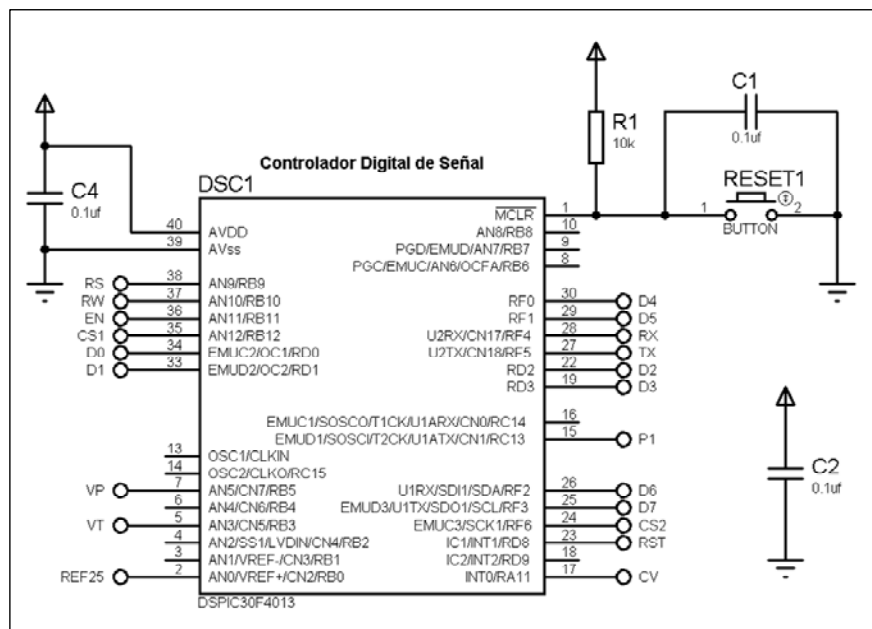 Controlador Digital de Señal
DSC1
C4
0.1uf
R1
10k
C1
0.1uf
RESET1
1
2
BUTTON
40 AVDD
39 AVss
RS 38 AN9/RB9
RW 37 AN10/RB10
EN 36 AN11/RB11
CS1 35 AN12/RB12
D0 34 EMUC2/OC1/RD0
D1 33 EMUD2/OC2/RD1
13 OSC1/CLKIN
14 OSC2/CLKO/RC15
VP 7 AN5/CN7/RB5
6 AN4/CN6/RB4
VT 5 AN3/CN5/RB3
4 AN2/SS1/LVDIN/CN4/RB2
3 AN1/VREF-/CN3/RB1
REF25 2 AN0/VREF+/CN2/RB0
MCLR 1
AN8/RB8 10
PGD/EMUD/AN7/RB7 9
PGC/EMUC/AN6/OCFA/RB6 8
RF0 30 D4
RF1 29 D5
U2RX/CN17/RF4 28 RX
U2TX/CN18/RF5 27 TX
RD2 22 D2
RD3 19 D3
EMUC1/SOSCO/T1CK/U1ARX/CN0/RC14 16
EMUD1/SOSCI/T2CK/U1ATX/CN1/RC13 15 P1
U1RX/SDI1/SDA/RF2 26 D6
EMUD3/U1TX/SDO1/SCL/RF3 25 D7
EMUC3/SCK1/RF6 24 CS2
IC1/INT1/RD8 23 RST
IC2/INT2/RD9 18
INT0/RA11 17 CV
DSPIC30F4013
C2
0.1uf